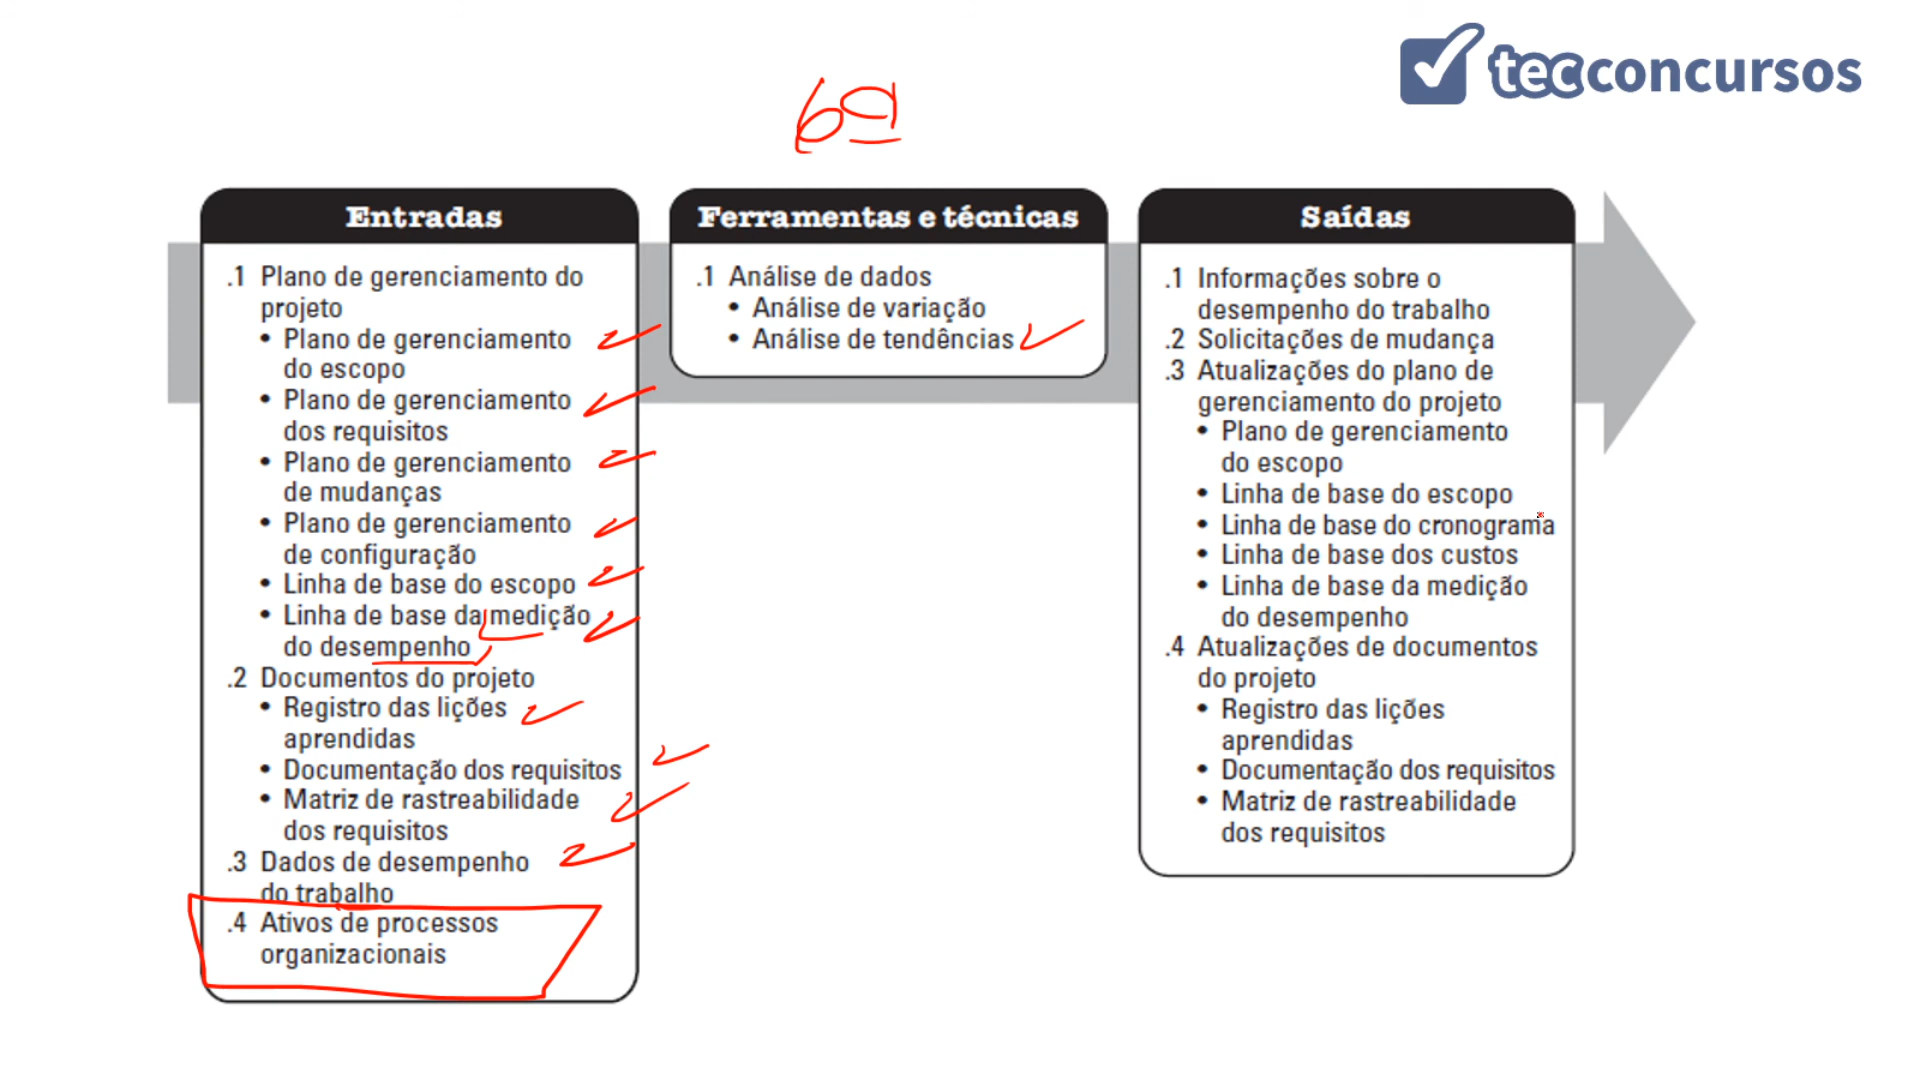 tecconcursos
6ª
Entradas
.1 Plano de gerenciamento do
projeto
• Plano de gerenciamento
do escopo
• Plano de gerenciamento
dos requisitos
• Plano de gerenciamento
de mudanças
• Plano de gerenciamento
de configuração
• Linha de base do escopo
• Linha de base da medição
do desempenho
.2 Documentos do projeto
• Registro das lições
aprendidas
• Documentação dos requisitos
• Matriz de rastreabilidade
dos requisitos
.3 Dados de desempenho
do trabalho
.4 Ativos de processos
organizacionais
Ferramentas e técnicas
.1 Análise de dados
• Análise de variação
• Análise de tendências
Saídas
.1 Informações sobre o
desempenho do trabalho
.2 Solicitações de mudança
.3 Atualizações do plano de
gerenciamento do projeto
• Plano de gerenciamento
do escopo
• Linha de base do escopo
• Linha de base do cronograma
• Linha de base dos custos
• Linha de base da medição
do desempenho
.4 Atualizações de documentos
do projeto
• Registro das lições
aprendidas
• Documentação dos requisitos
• Matriz de rastreabilidade
dos requisitos